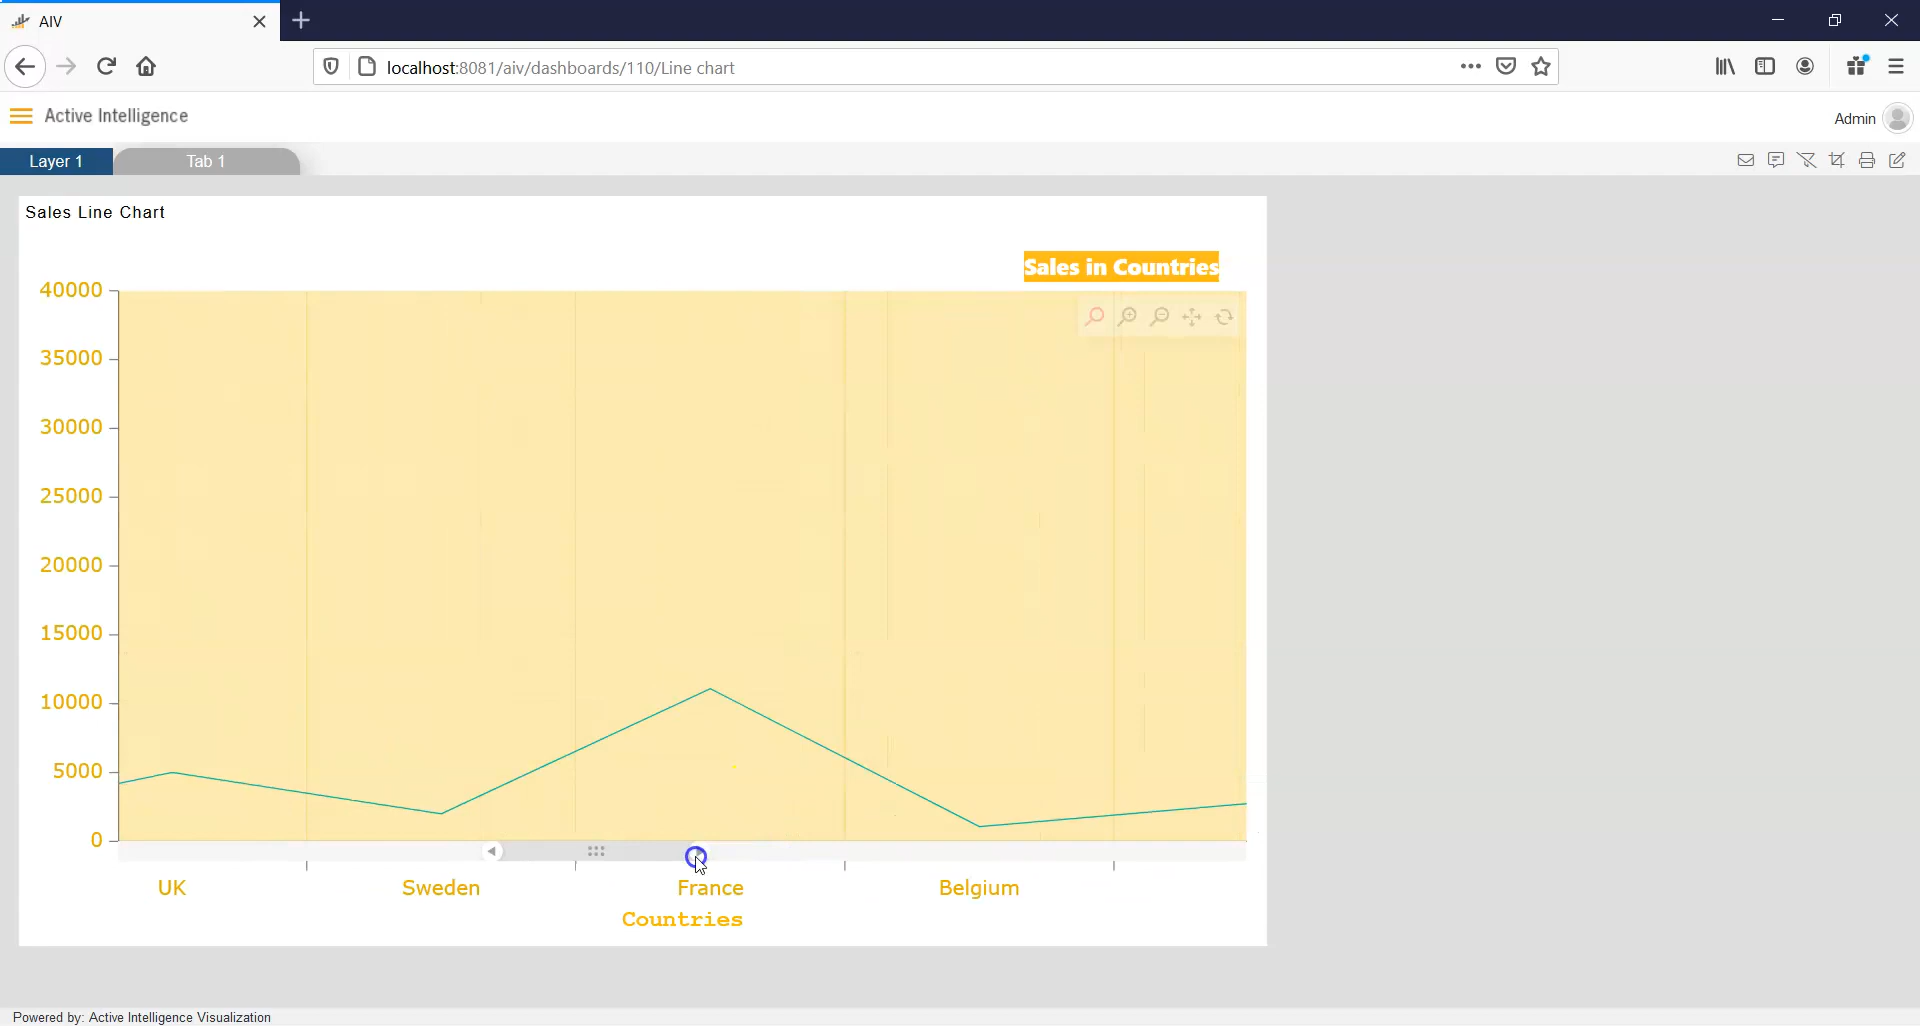 AIV
localhost:8081/aiv/dashboards/110/Line chart
Active Intelligence
Admin
Layer 1
Tab 1
Sales Line Chart
Sales in Countries
40000
35000
30000
25000
20000
15000
10000
5000
0
UK
Sweden
France
Belgium
Countries
Powered by: Active Intelligence Visualization